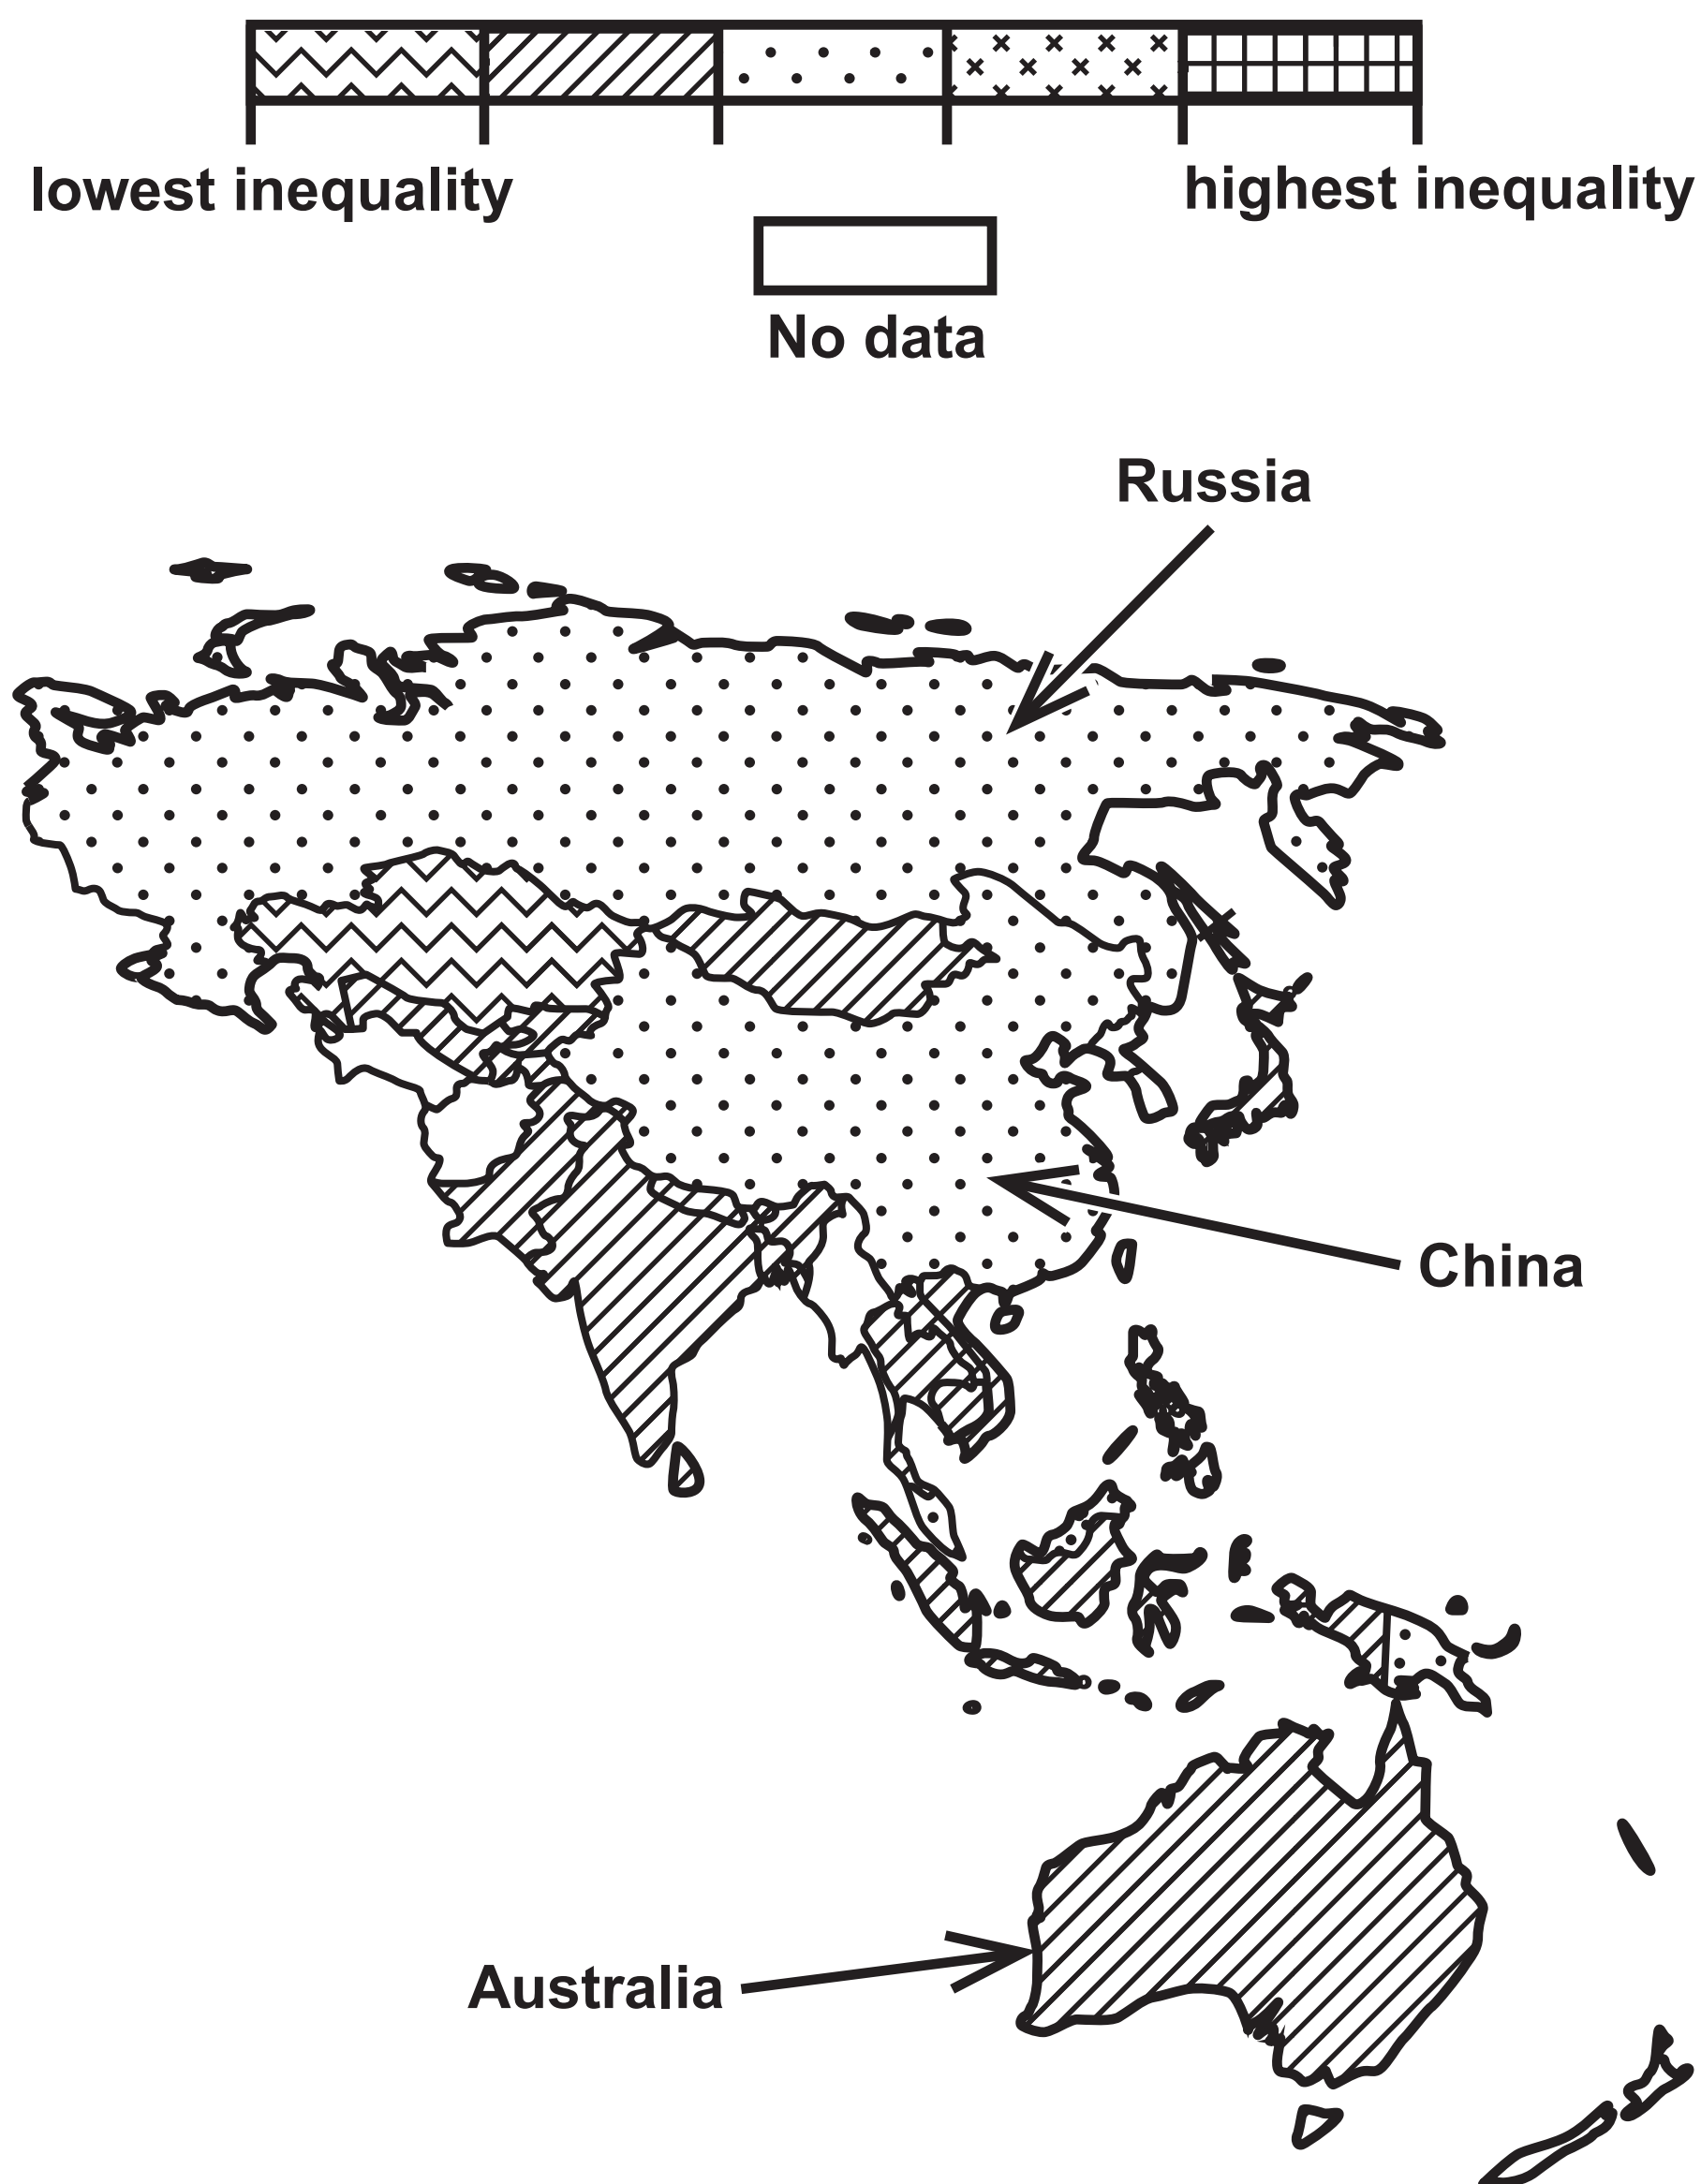 lowest inequality
highest inequality
No data
Russia
China
Australia